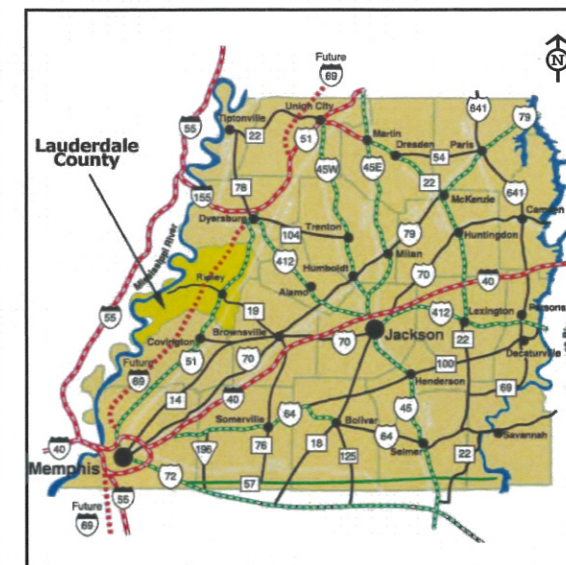 N
Future
69
55
641
79
Union City
Tiptonville
22
51
Martin
Dresden
54
Paris
Lauderdale
County
45W
45E
22
641
155
78
McKenzie
Camden
Dyersburg
Trenton
104
79
Huntingdon
Mississippi River
412
Humboldt
Milan
70
40
Ripley
Alamo
19
412
Lexington
Parsons
55
Covington
Brownsville
70
Jackson
22
Decaturville
Future
69
51
70
100
Henderson
69
14
40
Somerville
64
Bolivar
45
40
196
76
18
64
Savannah
Memphis
125
Selmer
22
72
57
55
Future
69